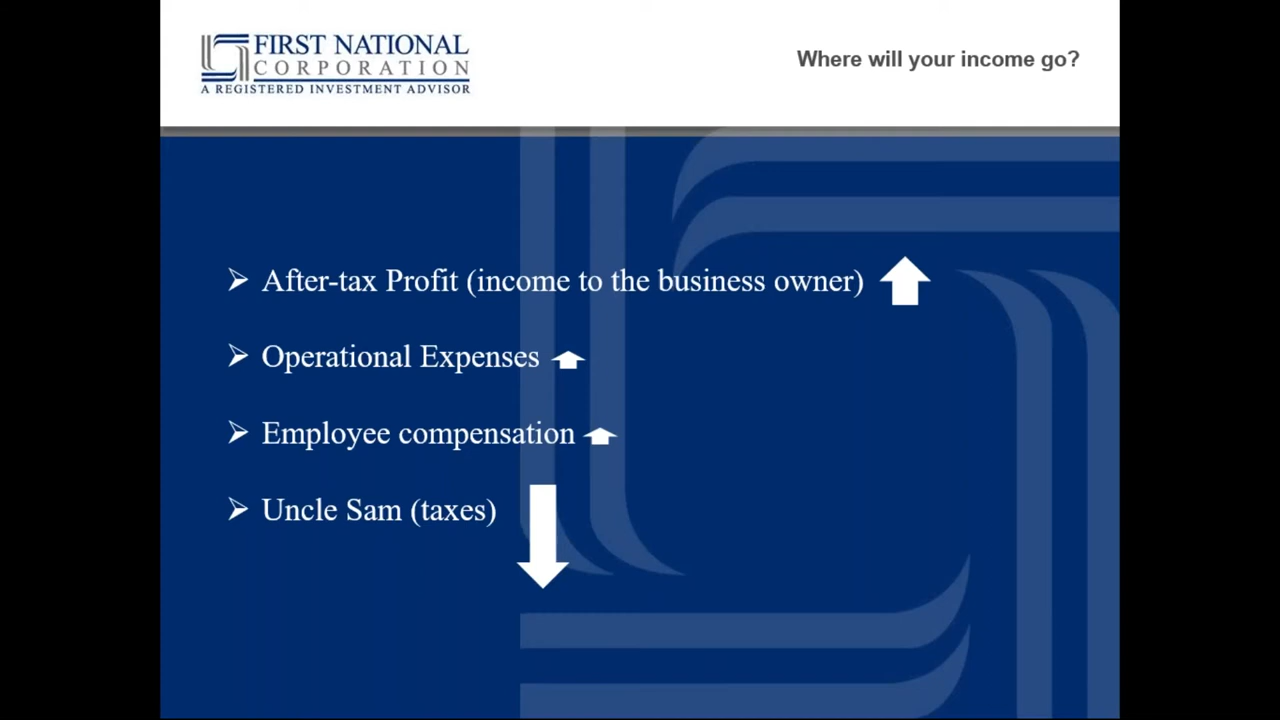 FIRST NATIONAL
CORPORATION
A REGISTERED INVESTMENT ADVISOR
Where will your income go?
After-tax Profit (income to the business owner)
Operational Expenses
Employee compensation
Uncle Sam (taxes)